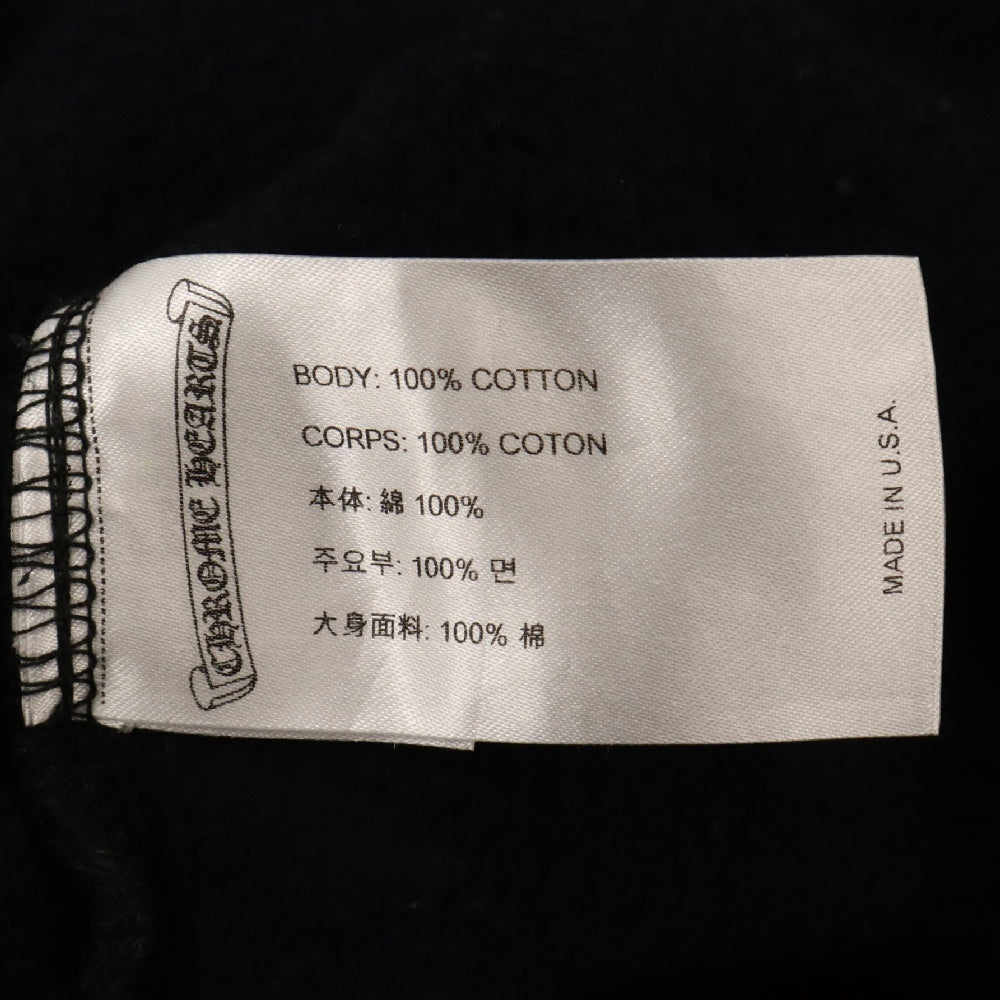 CHROME HEARTS
BODY: 100% COTTON
CORPS: 100% COTON
本体: 綿 100%
주요부: 100% 면
大身面料: 100% 棉
MADE IN U.S.A.